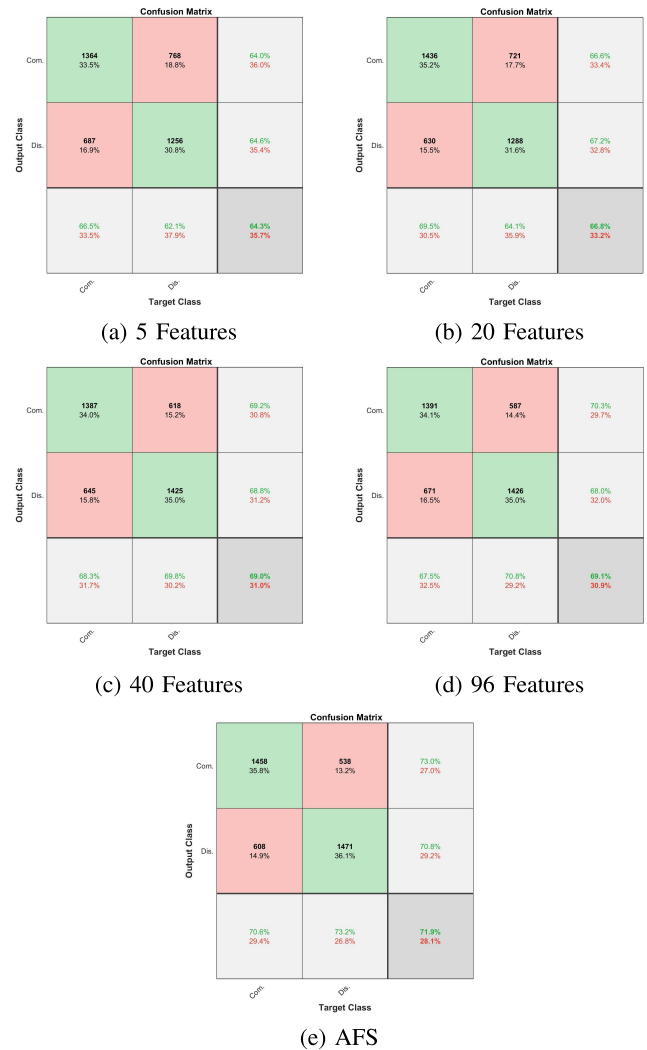 Confusion Matrix
Com.
1364
33.5%
768
18.8%
64.0%
36.0%
Output Class
Dis.
687
16.9%
1256
30.8%
64.6%
35.4%
66.5%
33.5%
62.1%
37.9%
64.3%
35.7%
Com.
Dis.
Target Class
(a) 5 Features
Confusion Matrix
Com.
1436
35.2%
721
17.7%
66.6%
33.4%
Output Class
Dis.
630
15.5%
1288
31.6%
67.2%
32.8%
69.5%
30.5%
64.1%
35.9%
66.8%
33.2%
Com.
Dis.
Target Class
(b) 20 Features
Confusion Matrix
Com.
1387
34.0%
618
15.2%
69.2%
30.8%
Output Class
Dis.
645
15.8%
1425
35.0%
68.8%
31.2%
68.3%
31.7%
69.8%
30.2%
69.0%
31.0%
Com.
Dis.
Target Class
(c) 40 Features
Confusion Matrix
Com.
1391
34.1%
587
14.4%
70.3%
29.7%
Output Class
Dis.
671
16.5%
1426
35.0%
68.0%
32.0%
67.5%
32.5%
70.8%
29.2%
69.1%
30.9%
Com.
Dis.
Target Class
(d) 96 Features
Confusion Matrix
Com.
1458
35.8%
538
13.2%
73.0%
27.0%
Output Class
Dis.
608
14.9%
1471
36.1%
70.8%
29.2%
70.6%
29.4%
73.2%
26.8%
71.9%
28.1%
Com.
Dis.
Target Class
(e) AFS